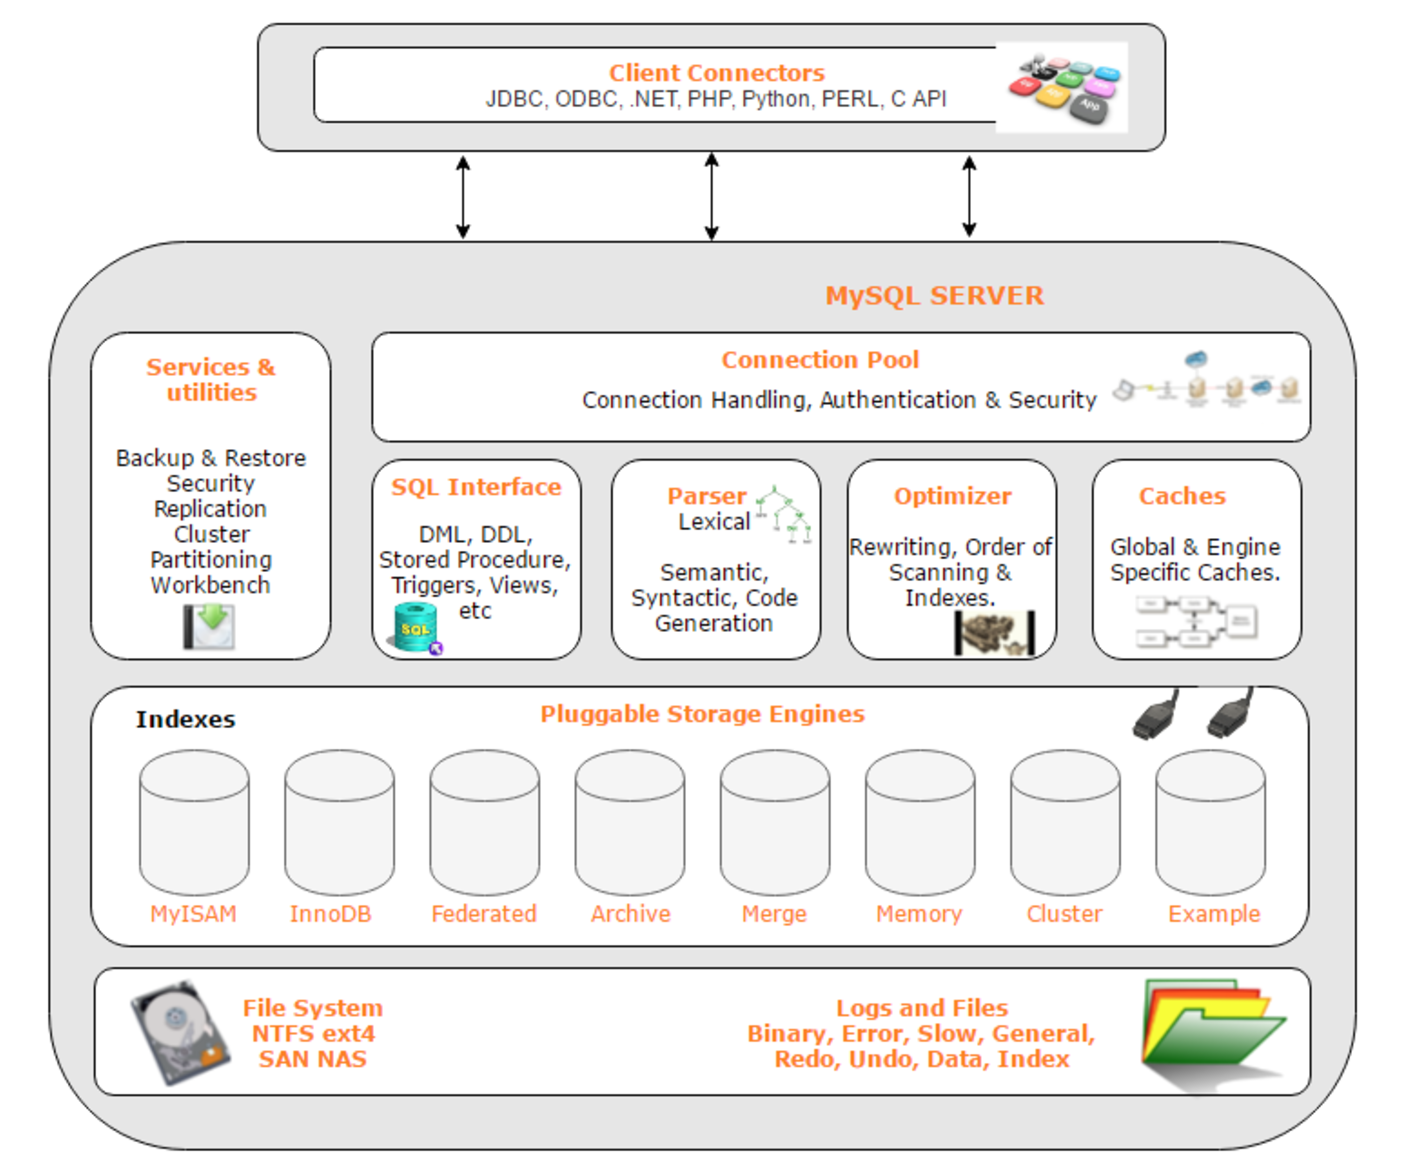 Client Connectors
JDBC, ODBC, .NET, PHP, Python, PERL, C API
App
MySQL SERVER
Services &
utilities
Backup & Restore
Security
Replication
Cluster
Partitioning
Workbench
Connection Pool
Connection Handling, Authentication & Security
SQL Interface
DML, DDL,
Stored Procedure,
Triggers, Views,
etc
SQL
Parser
Lexical
Semantic,
Syntactic, Code
Generation
Optimizer
Rewriting, Order of
Scanning &
Indexes.
Caches
Global & Engine
Specific Caches.
Indexes
Pluggable Storage Engines
MyISAM
InnoDB
Federated
Archive
Merge
Memory
Cluster
Example
File System
NTFS ext4
SAN NAS
Logs and Files
Binary, Error, Slow, General,
Redo, Undo, Data, Index